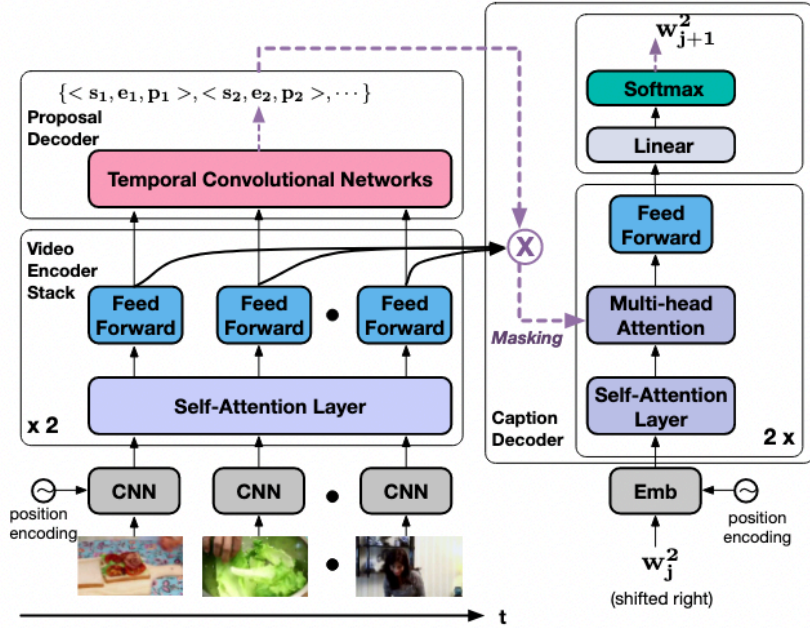 w²ⱼ₊₁
Softmax
Linear
{< s₁, e₁, p₁ >, < s₂, e₂, p₂ >, ⋯}
Proposal
Decoder
Temporal Convolutional Networks
Video
Encoder
Stack
Feed
Forward
Feed
Forward
Feed
Forward
Self-Attention Layer
x 2
X
Masking
Feed
Forward
Multi-head
Attention
Self-Attention
Layer
Caption
Decoder
2 x
CNN
CNN
CNN
position
encoding
Emb
position
encoding
w²ⱼ
(shifted right)
t